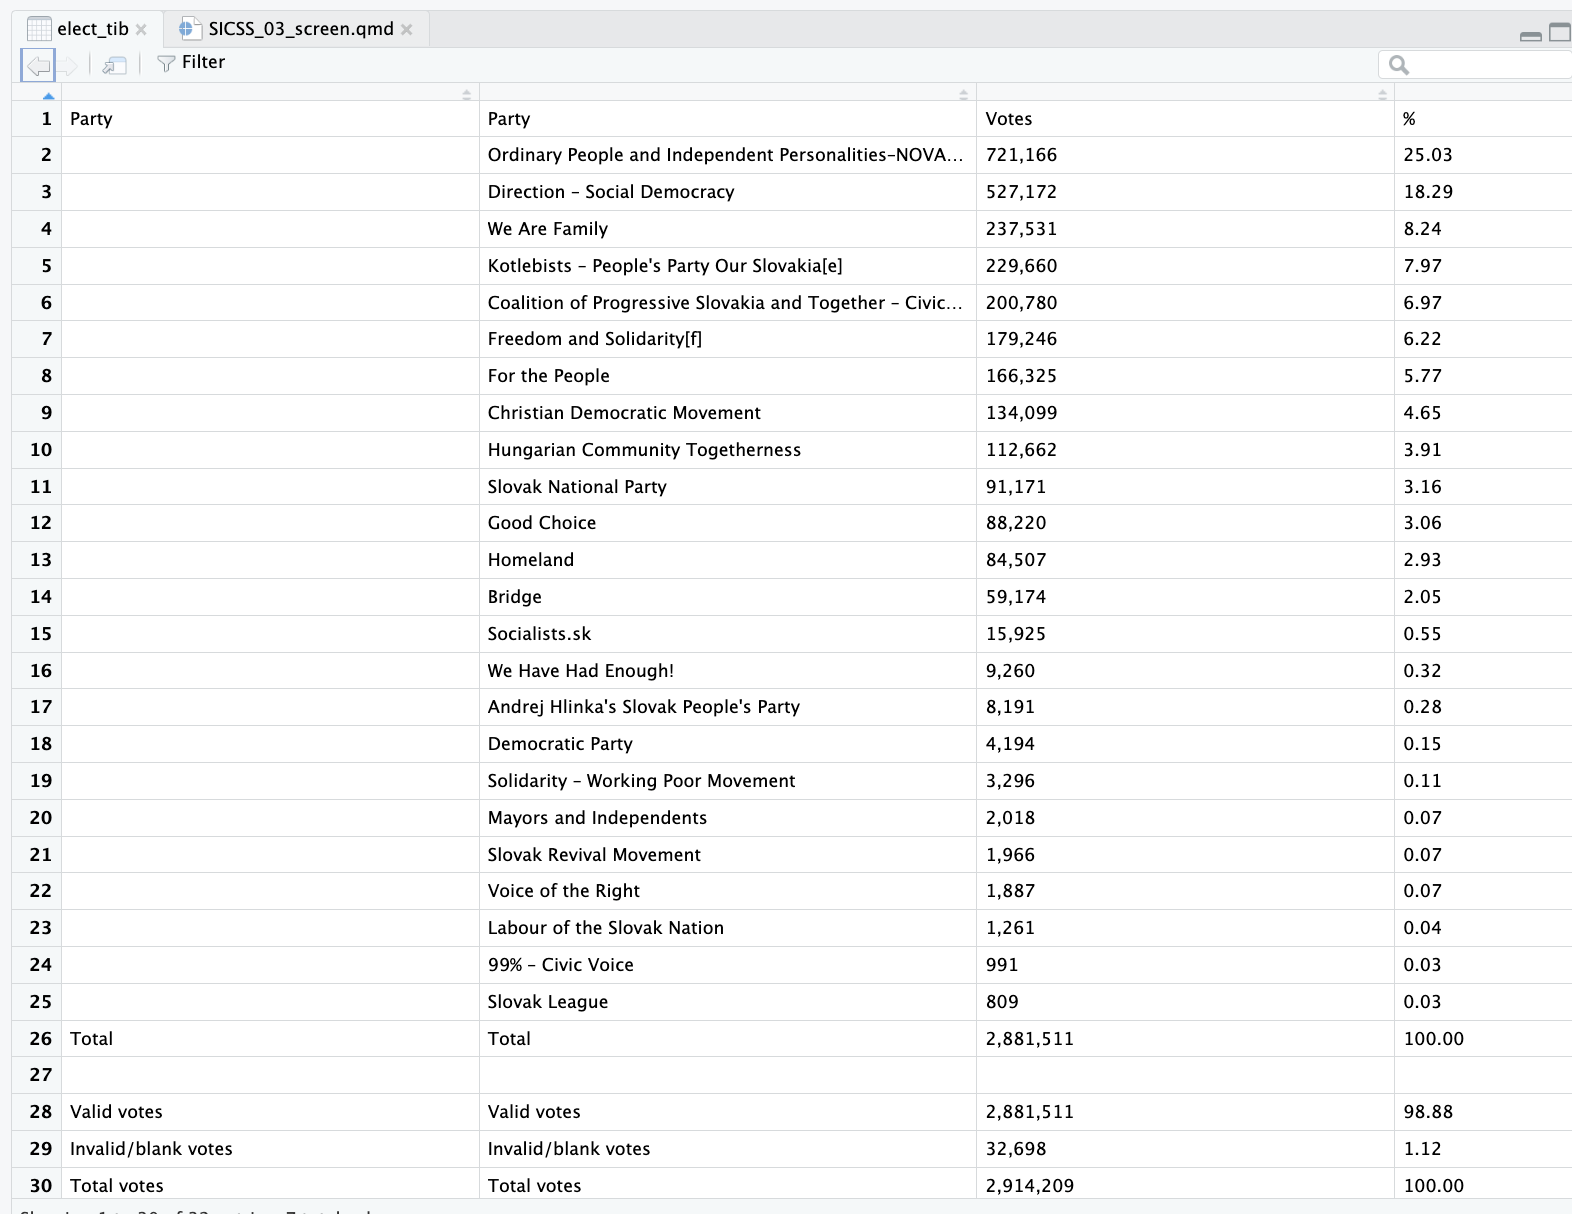 elect_tib
SICSS_03_screen.qmd
Filter
1 Party Party Votes %
2 Ordinary People and Independent Personalities–NOVA... 721,166 25.03
3 Direction – Social Democracy 527,172 18.29
4 We Are Family 237,531 8.24
5 Kotlebists – People's Party Our Slovakia[e] 229,660 7.97
6 Coalition of Progressive Slovakia and Together – Civic... 200,780 6.97
7 Freedom and Solidarity[f] 179,246 6.22
8 For the People 166,325 5.77
9 Christian Democratic Movement 134,099 4.65
10 Hungarian Community Togetherness 112,662 3.91
11 Slovak National Party 91,171 3.16
12 Good Choice 88,220 3.06
13 Homeland 84,507 2.93
14 Bridge 59,174 2.05
15 Socialists.sk 15,925 0.55
16 We Have Had Enough! 9,260 0.32
17 Andrej Hlinka's Slovak People's Party 8,191 0.28
18 Democratic Party 4,194 0.15
19 Solidarity – Working Poor Movement 3,296 0.11
20 Mayors and Independents 2,018 0.07
21 Slovak Revival Movement 1,966 0.07
22 Voice of the Right 1,887 0.07
23 Labour of the Slovak Nation 1,261 0.04
24 99% – Civic Voice 991 0.03
25 Slovak League 809 0.03
26 Total Total 2,881,511 100.00
27
28 Valid votes Valid votes 2,881,511 98.88
29 Invalid/blank votes Invalid/blank votes 32,698 1.12
30 Total votes Total votes 2,914,209 100.00